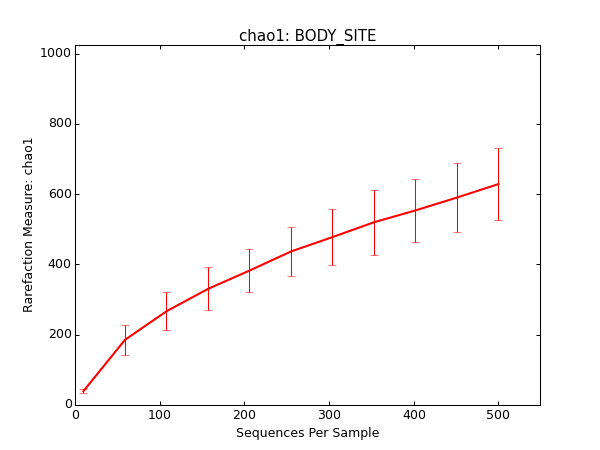 chao1: BODY_SITE
1000
800
600
400
200
0
Rarefaction Measure: chao1
0 100 200 300 400 500
Sequences Per Sample